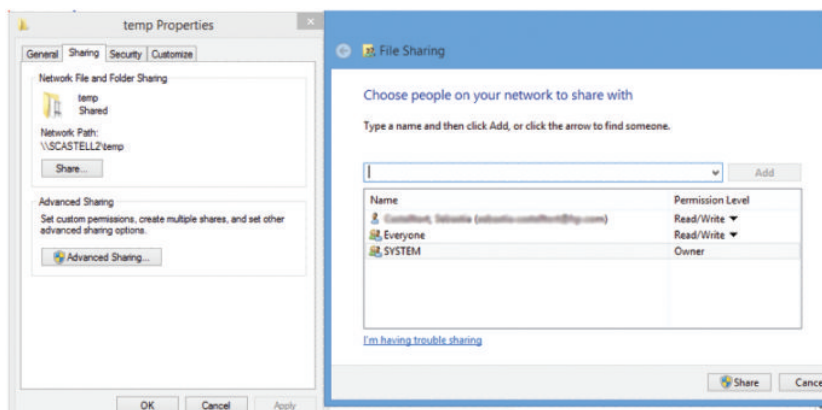 temp Properties
General Sharing Security Customize
Network File and Folder Sharing
temp
Shared
Network Path:
\\SCASTELL2\temp
Share...
Advanced Sharing
Set custom permissions, create multiple shares, and set other
advanced sharing options.
Advanced Sharing...
OK Cancel Apply
File Sharing
Choose people on your network to share with
Type a name and then click Add, or click the arrow to find someone.
Add
Name Permission Level
Read/Write
Everyone Read/Write
SYSTEM Owner
I'm having trouble sharing
Share Cance